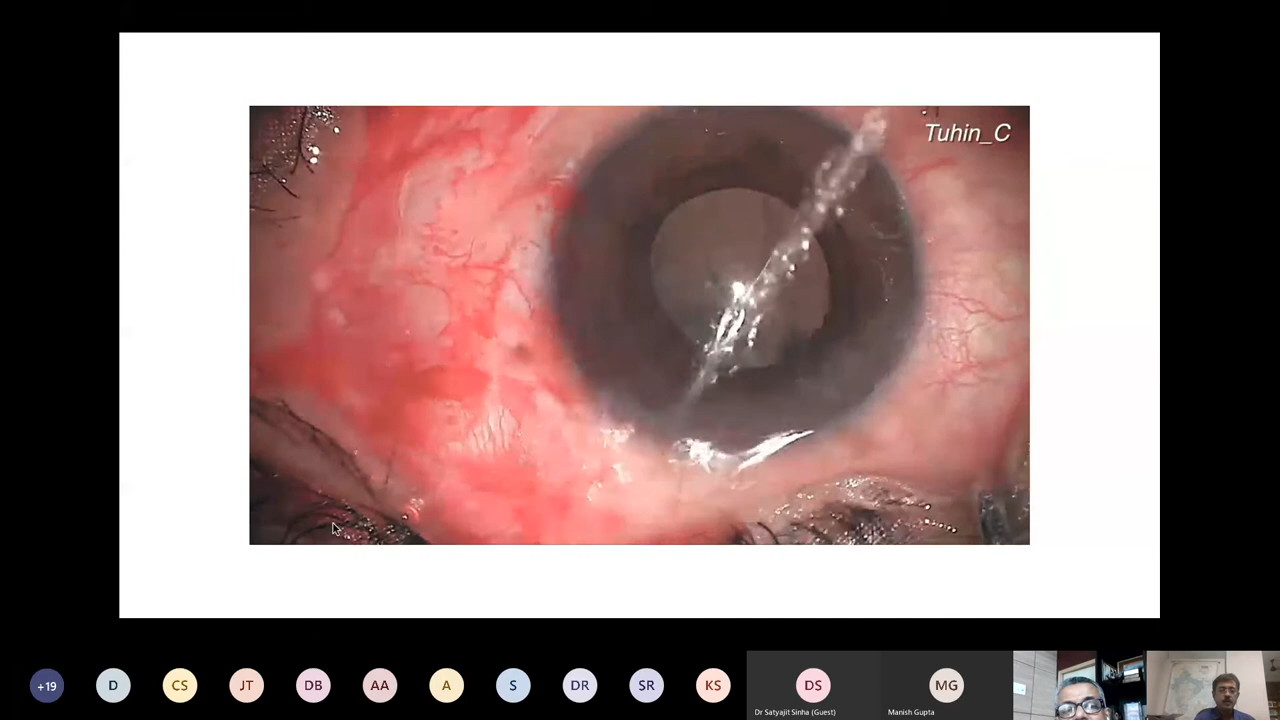 Tuhin_C
+19
D
CS
JT
DB
AA
A
S
DR
SR
KS
DS
MG
Dr Satyajit Sinha (Guest)
Manish Gupta